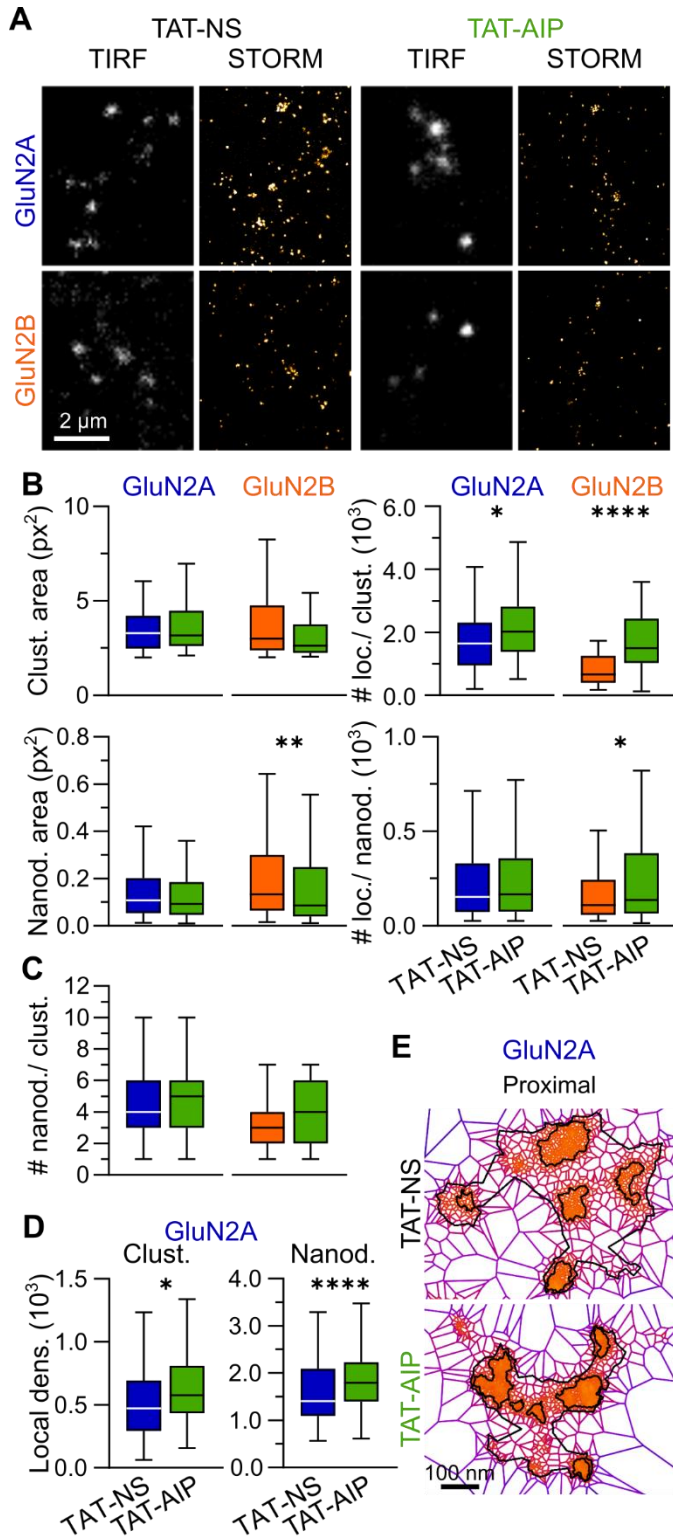 A
TAT-NS TAT-AIP
TIRF STORM TIRF STORM
GluN2A
GluN2B
2 μm
B
GluN2A GluN2B GluN2A GluN2B
Clust. area (px²)
10
5
0
# loc./ clust. (10³)
6.0
4.0
2.0
0.0
* ****
Nanod. area (px²)
0.8
0.6
0.4
0.2
0.0
**
# loc./ nanod. (10³)
1.0
0.5
0.0
*
TAT-NS TAT-AIP TAT-NS TAT-AIP
C
# nanod./ clust.
12
10
8
6
4
2
0
D
GluN2A
Clust. Nanod.
Local dens. (10³)
1.5
1.0
0.5
0.0
*
4.0
3.0
2.0
1.0
0.0
****
TAT-NS TAT-AIP TAT-NS TAT-AIP
E
GluN2A
Proximal
TAT-NS
TAT-AIP
100 nm